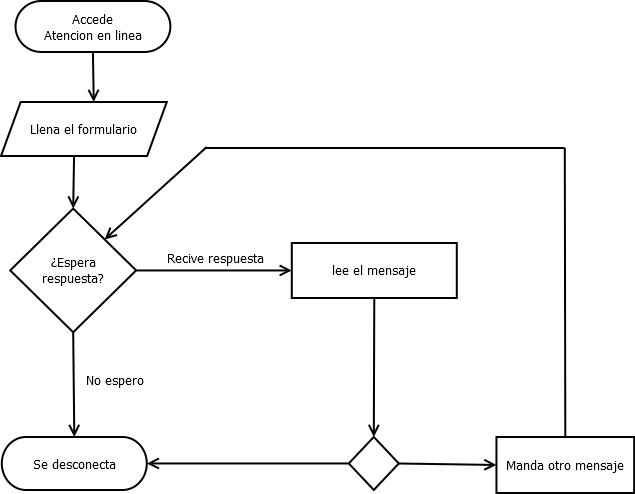 Accede
Atencion en linea
Llena el formulario
¿Espera
respuesta?
Recive respuesta
lee el mensaje
No espero
Se desconecta
Manda otro mensaje